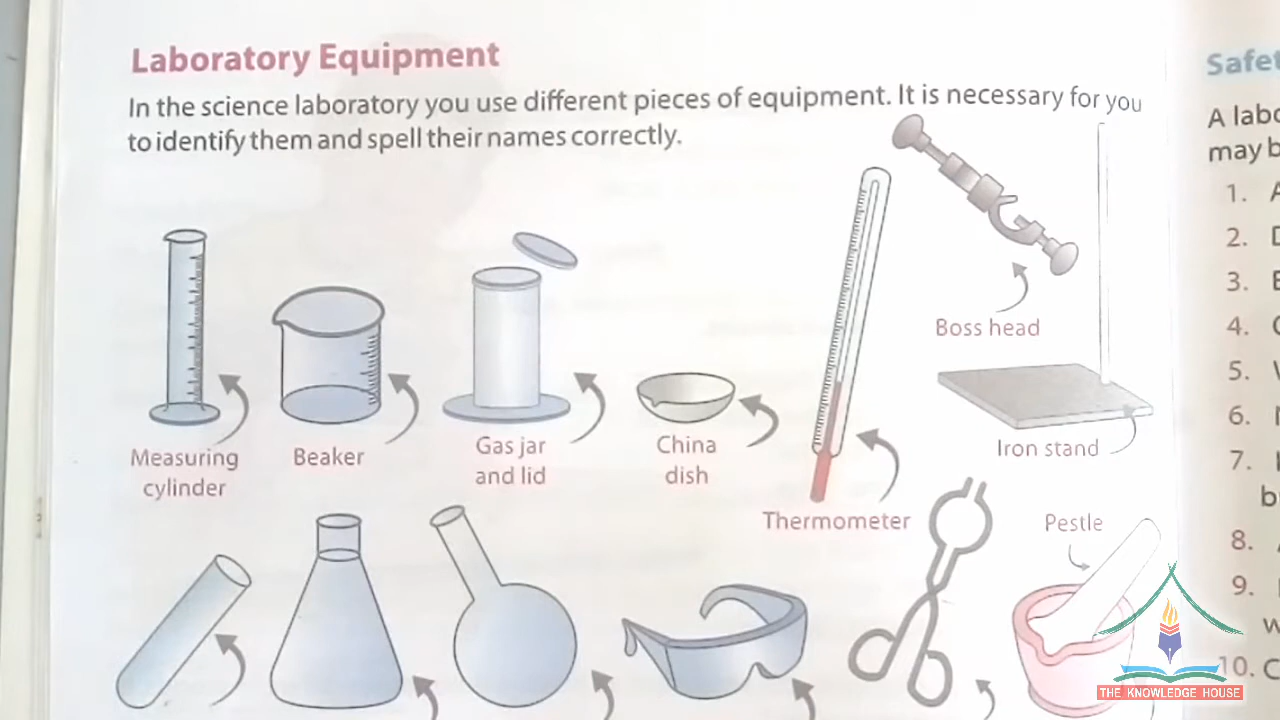 Laboratory Equipment
In the science laboratory you use different pieces of equipment. It is necessary for you
to identify them and spell their names correctly.
Boss head
Iron stand
Measuring
cylinder
Beaker
Gas jar
and lid
China
dish
Thermometer
Pestle
Safet
A labo
may b
1. A
2. D
3. E
4.
5.
6.
7.
b
8.
9.
w
10. C
THE KNOWLEDGE HOUSE